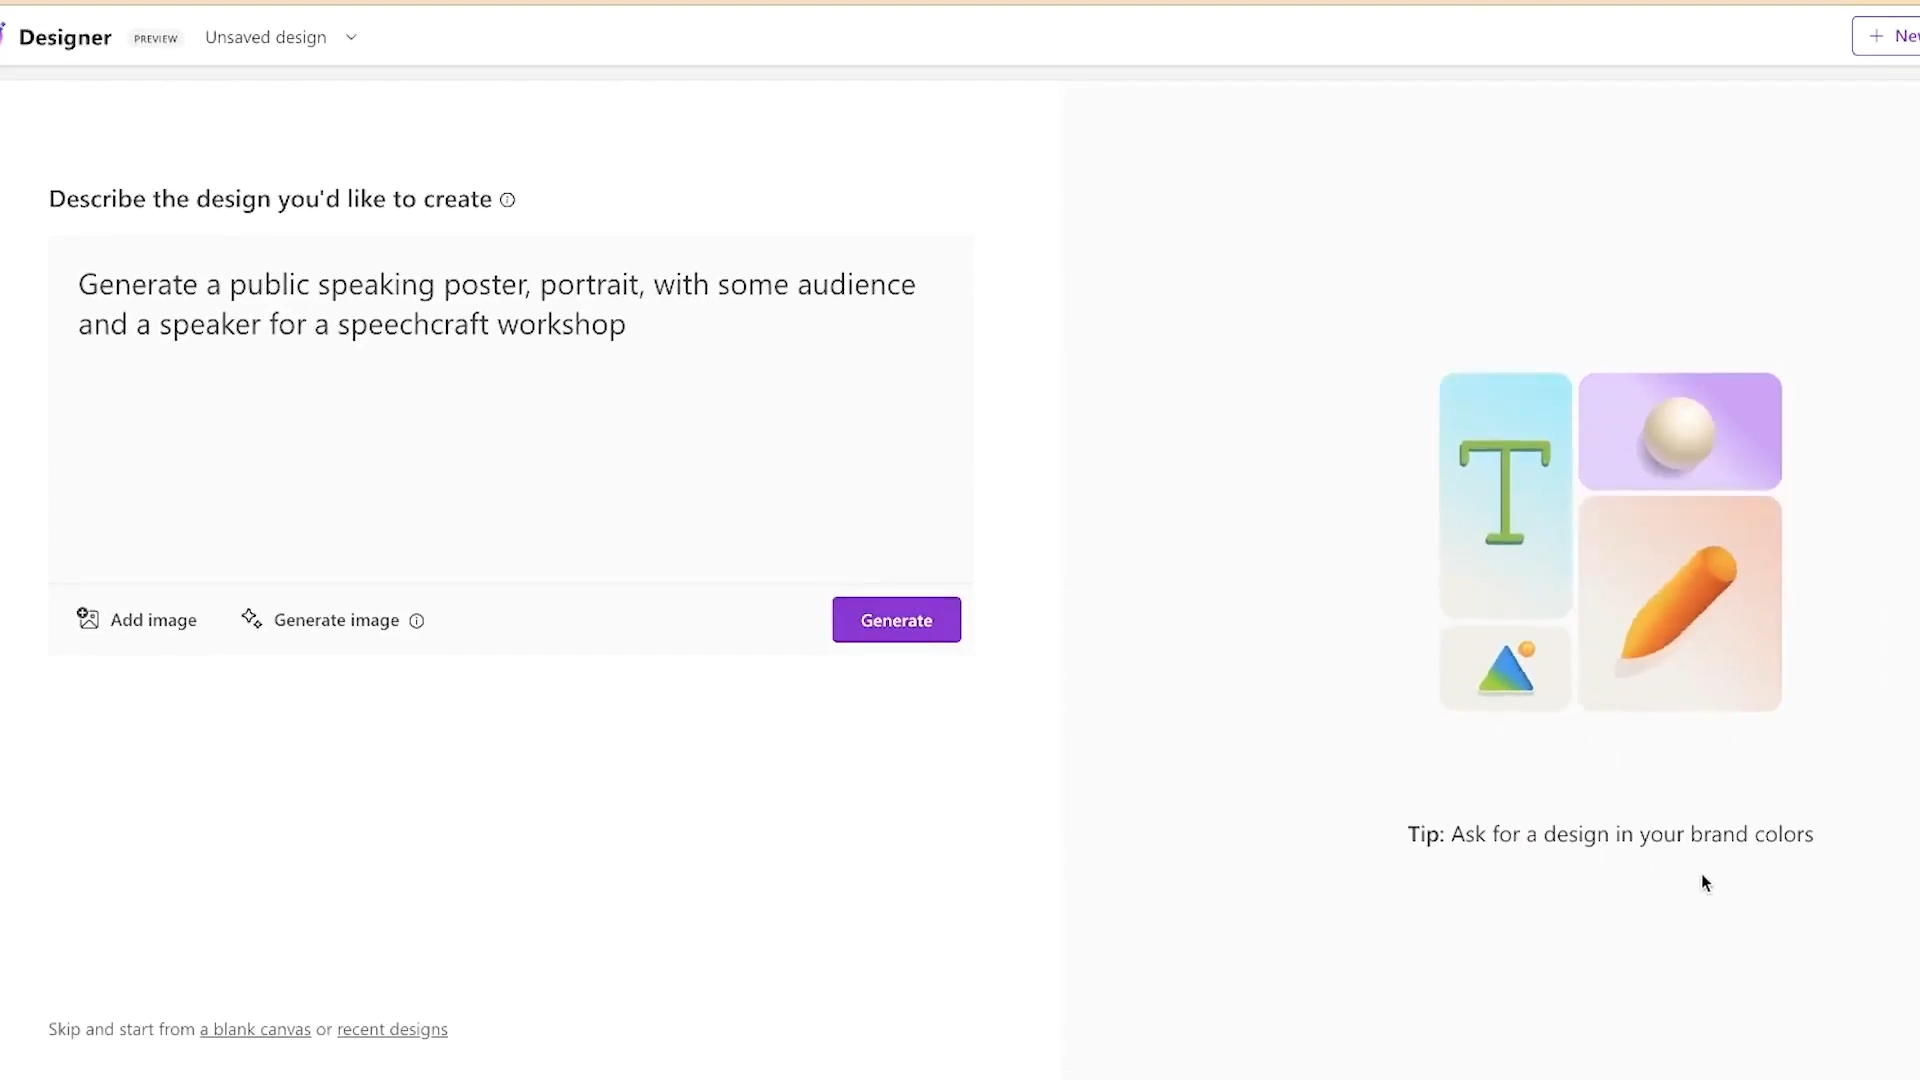 Designer PREVIEW Unsaved design
Describe the design you'd like to create
Generate a public speaking poster, portrait, with some audience
and a speaker for a speechcraft workshop
Add image Generate image Generate
T
Tip: Ask for a design in your brand colors
Skip and start from a blank canvas or recent designs